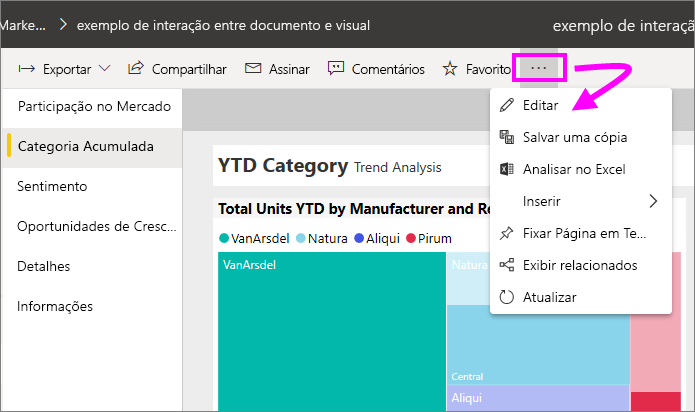 Marke... > exemplo de interação entre documento e visual
exemplo de interaçã
Exportar
Compartilhar
Assinar
Comentários
Favorito
...
Participação no Mercado
Categoria Acumulada
Sentimento
Oportunidades de Cresc...
Detalhes
Informações
Editar
Salvar uma cópia
Analisar no Excel
Inserir
Fixar Página em Te...
Exibir relacionados
Atualizar
YTD Category Trend Analysis
Total Units YTD by Manufacturer and Re
VanArsdel Natura Aliqui Pirum
VanArsdel
Natura
Central
Aliqui